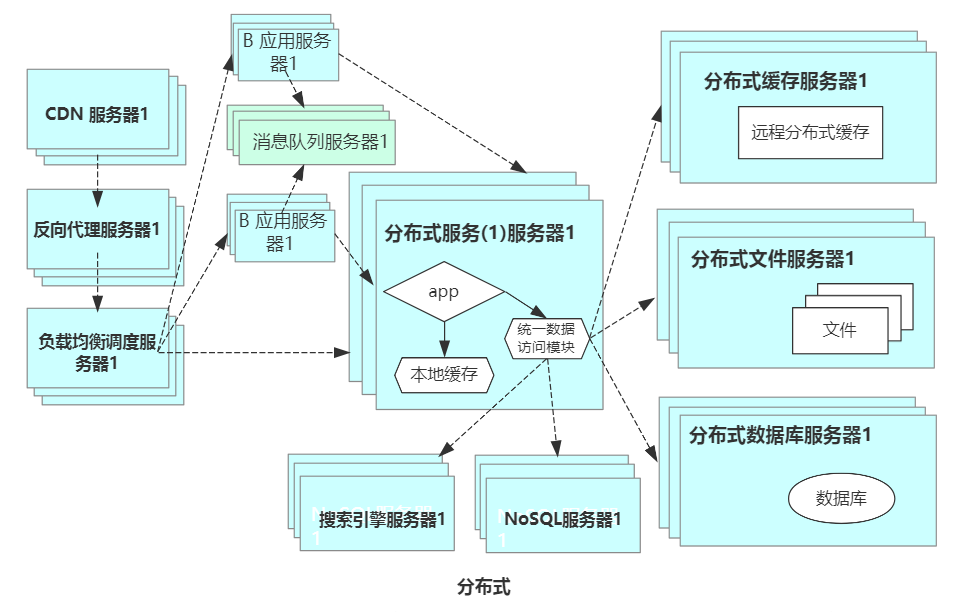 CDN 服务器1
反向代理服务器1
负载均衡调度服
务器1
B 应用服务
器1
消息队列服务器1
B 应用服务
器1
分布式服务(1)服务器1
app
统一数据
访问模块
本地缓存
分布式缓存服务器1
远程分布式缓存
分布式文件服务器1
文件
分布式数据库服务器1
数据库
搜索引擎服务器1
NoSQL服务器1
分布式